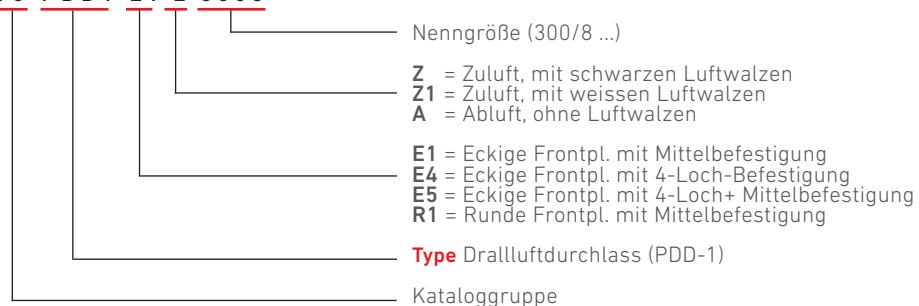 Nenngröße (300/8 ...)
Z = Zuluft, mit schwarzen Luftwalzen
Z1 = Zuluft, mit weissen Luftwalzen
A = Abluft, ohne Luftwalzen
E1 = Eckige Frontpl. mit Mittelbefestigung
E4 = Eckige Frontpl. mit 4-Loch-Befestigung
E5 = Eckige Frontpl. mit 4-Loch+ Mittelbefestigung
R1 = Runde Frontpl. mit Mittelbefestigung
Type Drallluftdurchlass (PDD-1)
Kataloggruppe